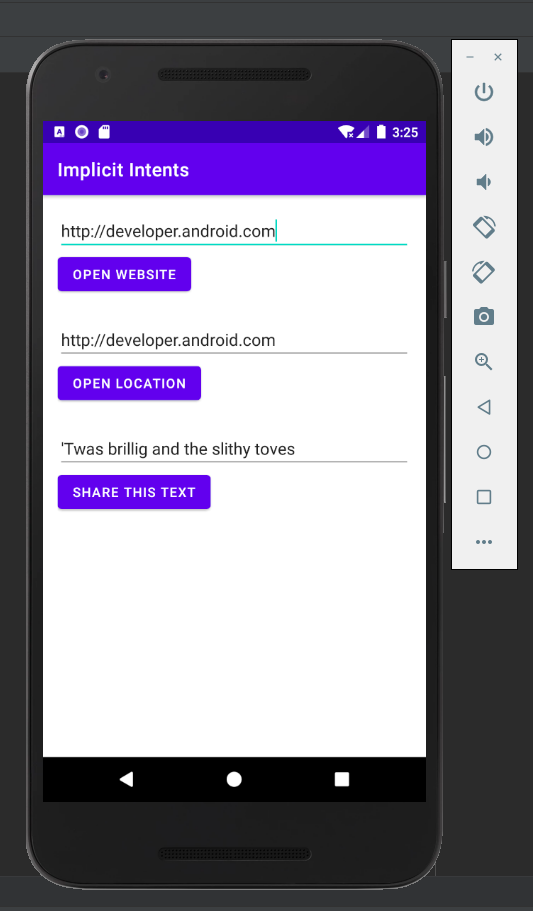 3:25
Implicit Intents
http://developer.android.com
OPEN WEBSITE
http://developer.android.com
OPEN LOCATION
'Twas brillig and the slithy toves
SHARE THIS TEXT